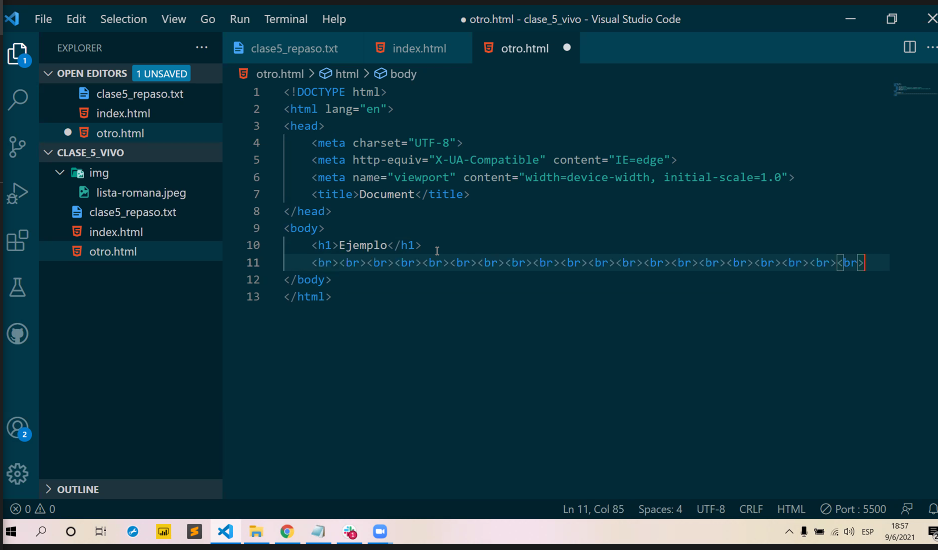 File Edit Selection View Go Run Terminal Help ● otro.html - clase_5_vivo - Visual Studio Code
EXPLORER ···
clase5_repaso.txt index.html otro.html ●
OPEN EDITORS 1 UNSAVED
clase5_repaso.txt
index.html
otro.html
CLASE_5_VIVO
img
lista-romana.jpeg
clase5_repaso.txt
index.html
otro.html
OUTLINE
otro.html > html > body
1 <!DOCTYPE html>
2 <html lang="en">
3 <head>
4 <meta charset="UTF-8">
5 <meta http-equiv="X-UA-Compatible" content="IE=edge">
6 <meta name="viewport" content="width=device-width, initial-scale=1.0">
7 <title>Document</title>
8 </head>
9 <body>
10 <h1>Ejemplo</h1>
11 <br><br><br><br><br><br><br><br><br><br><br><br><br><br><br><br><br><br><br><br>
12 </body>
13 </html>
1
2
0 0 Ln 11, Col 85 Spaces: 4 UTF-8 CRLF HTML Port : 5500
ESP 18:57
9/6/2021